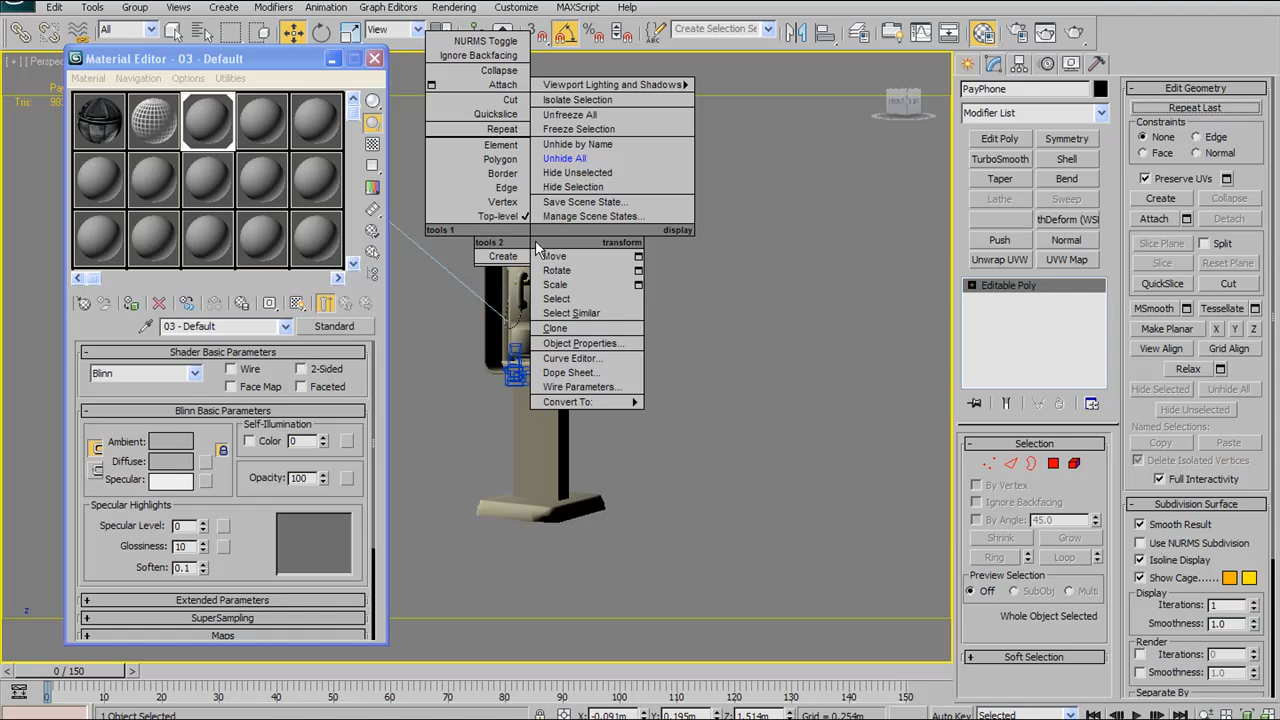 Edit Tools Group Views Create Modifiers Animation Graph Editors Rendering Customize MAXScript Help
All View Create Selection Se
[ + ] [ Persp
Material Editor - 03 - Default
Material Navigation Options Utilities
03 - Default Standard
Shader Basic Parameters
Blinn Wire 2-Sided
Face Map Faceted
Blinn Basic Parameters
Self-Illumination
Ambient: Color 0
Diffuse:
Specular: Opacity: 100
Specular Highlights
Specular Level: 0
Glossiness: 10
Soften: 0.1
Extended Parameters
SuperSampling
Maps
NURMS Toggle
Ignore Backfacing
Collapse
Attach
Cut
Quickslice
Repeat
Element
Polygon
Border
Edge
Vertex
Top-level
tools 1
Viewport Lighting and Shadows
Isolate Selection
Unfreeze All
Freeze Selection
Unhide by Name
Unhide All
Hide Unselected
Hide Selection
Save Scene State...
Manage Scene States...
display
tools 2
Create
transform
Move
Rotate
Scale
Select
Select Similar
Clone
Object Properties...
Curve Editor...
Dope Sheet...
Wire Parameters...
Convert To:
FRONT
z
PayPhone
Modifier List
Edit Poly Symmetry
TurboSmooth Shell
Taper Bend
Lathe Sweep
thDeform (WS
Push Normal
Unwrap UVW UVW Map
Editable Poly
Selection
By Vertex
Ignore Backfacing
By Angle: 45.0
Shrink Grow
Ring Loop
Preview Selection
Off SubObj Multi
Whole Object Selected
Soft Selection
Edit Geometry
Repeat Last
Constraints
None Edge
Face Normal
Preserve UVs
Create Collapse
Attach Detach
Slice Plane Split
Slice Reset Plane
QuickSlice Cut
MSmooth Tessellate
Make Planar X Y Z
View Align Grid Align
Relax
Hide Selected Unhide All
Hide Unselected
Named Selections:
Copy Paste
Delete Isolated Vertices
Full Interactivity
Subdivision Surface
Smooth Result
Use NURMS Subdivision
Isoline Display
Show Cage......
Display
Iterations: 1
Smoothness: 1.0
Render
Iterations: 0
Smoothness: 1.0
Separate By
0 / 150
0 10 20 30 40 50 60 70 80 90 100 110 120 130 140 150
1 Object Selected X: -0.091m Y: 0.195m Z: 1.514m Grid = 0.254m Auto Key Selected